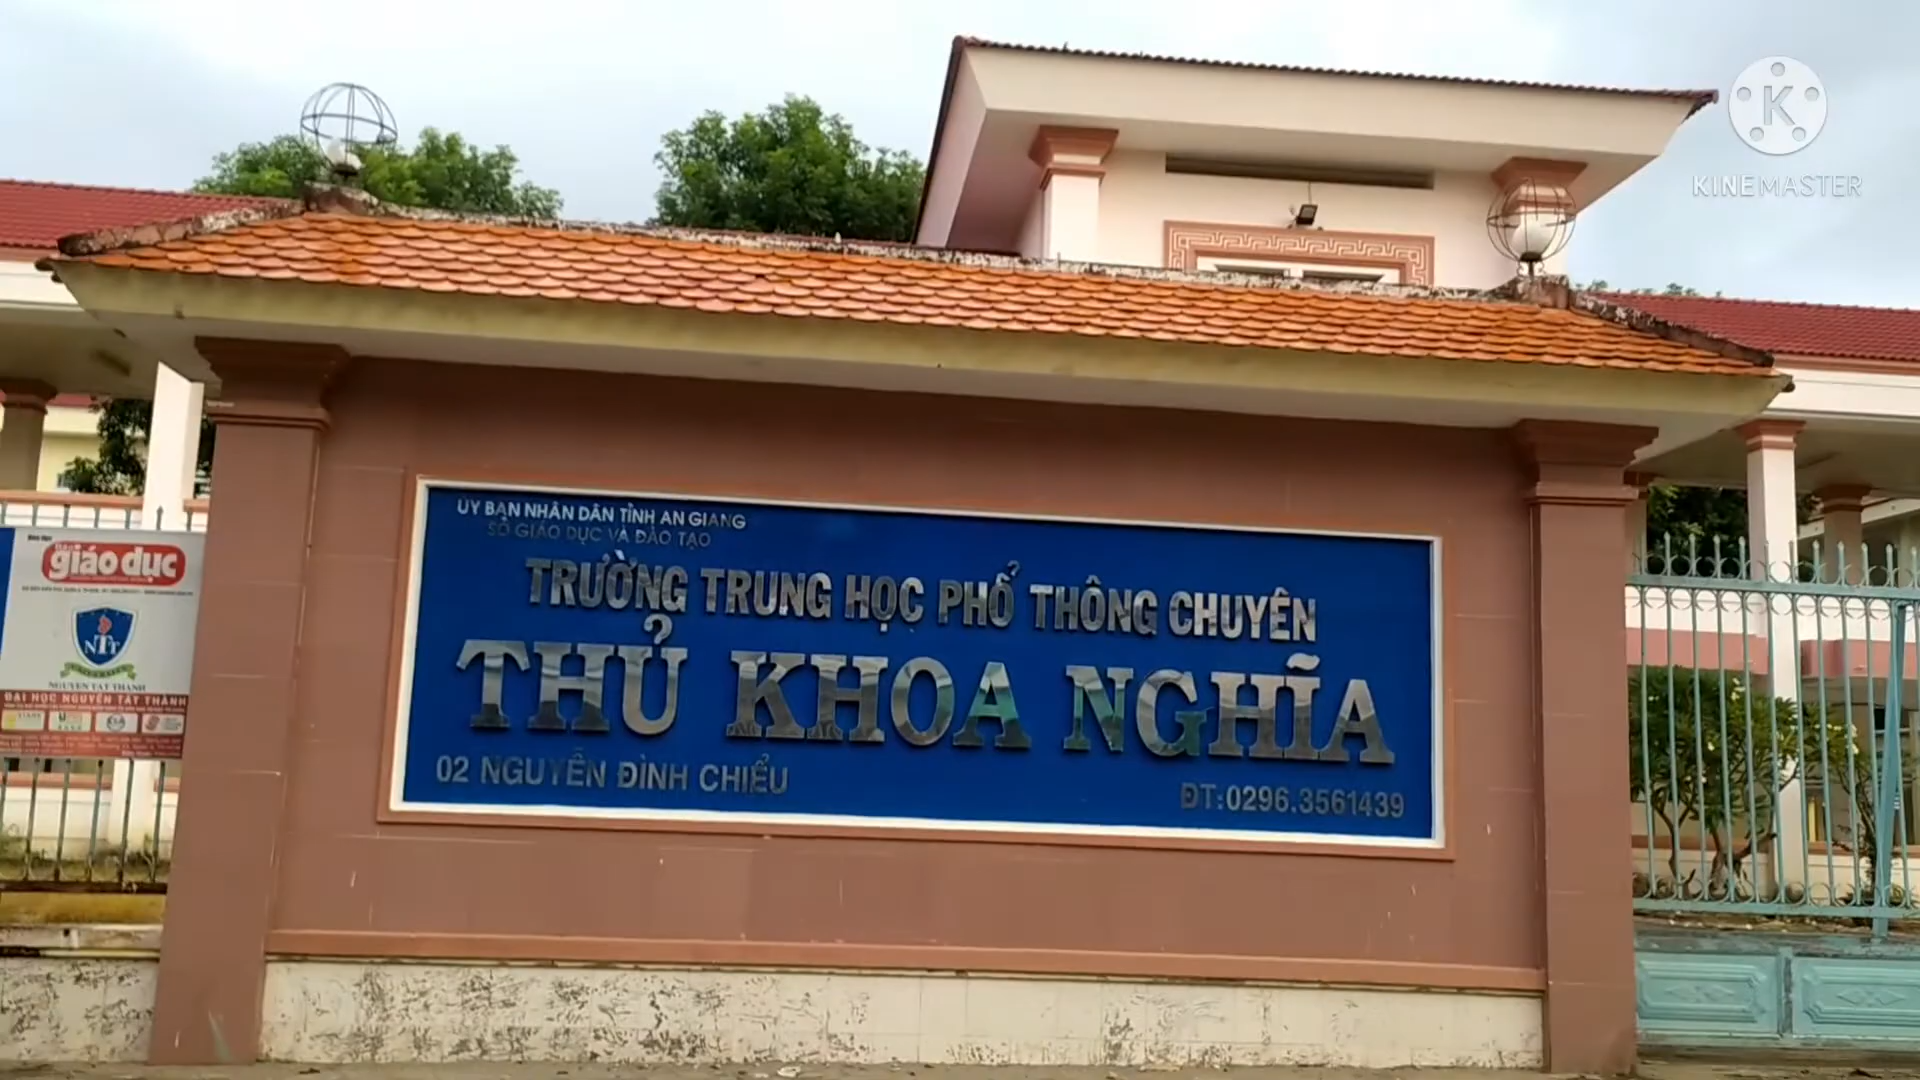 KINEMASTER
ỦY BAN NHÂN DÂN TỈNH AN GIANG
SỞ GIÁO DỤC VÀ ĐÀO TẠO
TRƯỜNG TRUNG HỌC PHỔ THÔNG CHUYÊN
THỦ KHOA NGHĨA
02 NGUYỄN ĐÌNH CHIỂU
ĐT:0296.3561439
giáo dục
NTT
NGUYEN TAT THANH
ĐẠI HỌC NGUYỄN TẤT THÀNH